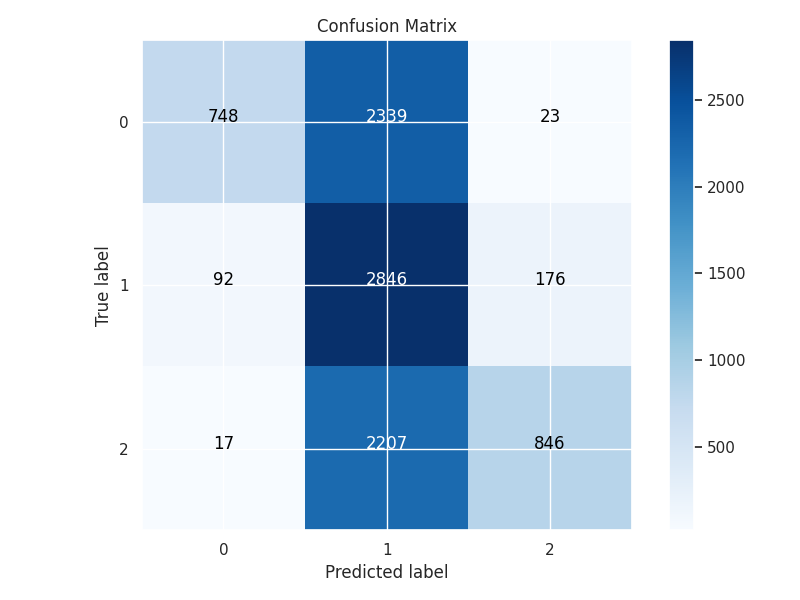 Confusion Matrix
0 748 2339 23
1 92 2846 176
2 17 2207 846
0 1 2
Predicted label
True label
2500
2000
1500
1000
500